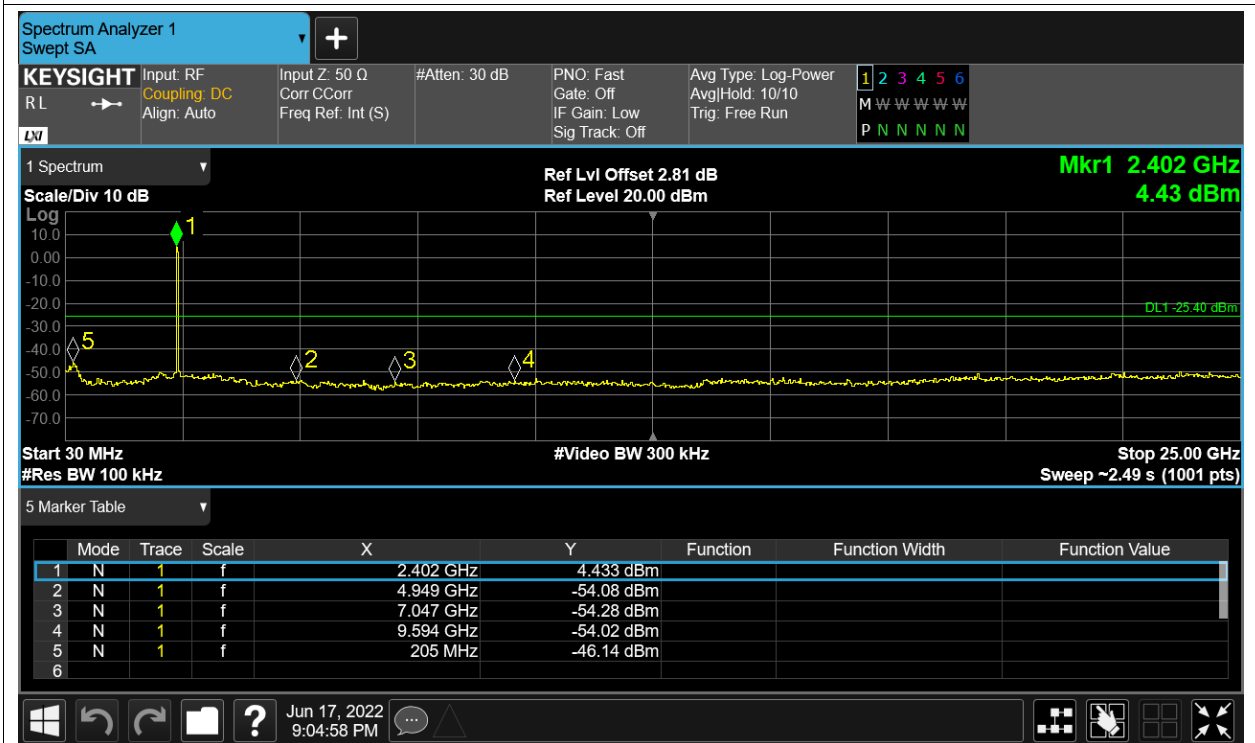 Spectrum Analyzer 1
Swept SA
KEYSIGHT
R L
LXI
Input: RF
Coupling: DC
Align: Auto
Input Z: 50 Ω
Corr CCorr
Freq Ref: Int (S)
#Atten: 30 dB
PNO: Fast
Gate: Off
IF Gain: Low
Sig Track: Off
Avg Type: Log-Power
Avg|Hold: 10/10
Trig: Free Run
1 2 3 4 5 6
M W W W W W
P N N N N N
1 Spectrum
Scale/Div 10 dB
Ref Lvl Offset 2.81 dB
Ref Level 20.00 dBm
Mkr1 2.402 GHz
4.43 dBm
Log
10.0
0.00
-10.0
-20.0
-30.0
-40.0
-50.0
-60.0
-70.0
1
DL1 -25.40 dBm
5
2
3
4
Start 30 MHz
#Video BW 300 kHz
Stop 25.00 GHz
#Res BW 100 kHz
Sweep ~2.49 s (1001 pts)
5 Marker Table
Mode Trace Scale X Y Function Function Width Function Value
1 N 1 f 2.402 GHz 4.433 dBm
2 N 1 f 4.949 GHz -54.08 dBm
3 N 1 f 7.047 GHz -54.28 dBm
4 N 1 f 9.594 GHz -54.02 dBm
5 N 1 f 205 MHz -46.14 dBm
6
?
Jun 17, 2022
9:04:58 PM